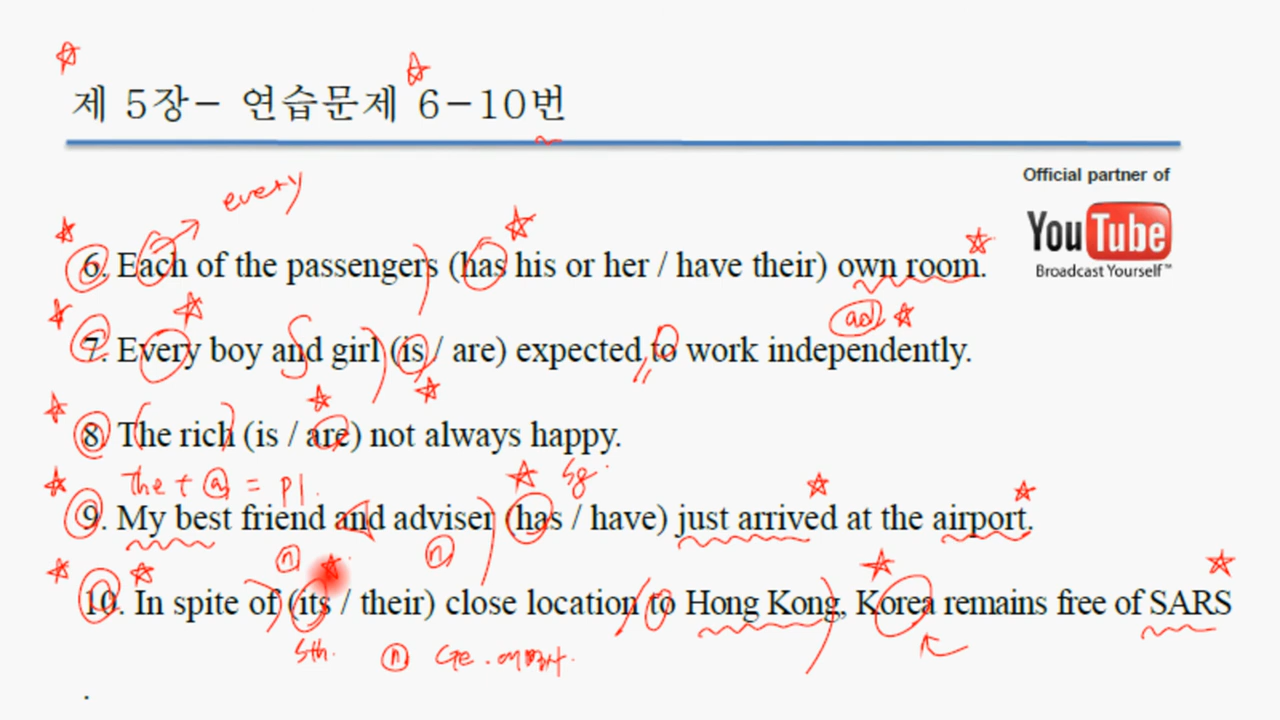 제 5장– 연습문제 6–10번
Official partner of
YouTube
Broadcast Yourself™
every
6. Each of the passengers (has his or her / have their) own room.
ad
7. Every boy and girl (is / are) expected to work independently.
8. The rich (is / are) not always happy.
The + ⓐ = pl.
sg.
9. My best friend and adviser (has / have) just arrived at the airport.
ⓝ ⓝ
10. In spite of (its / their) close location to Hong Kong, Korea remains free of SARS
sth. ⓝ
.